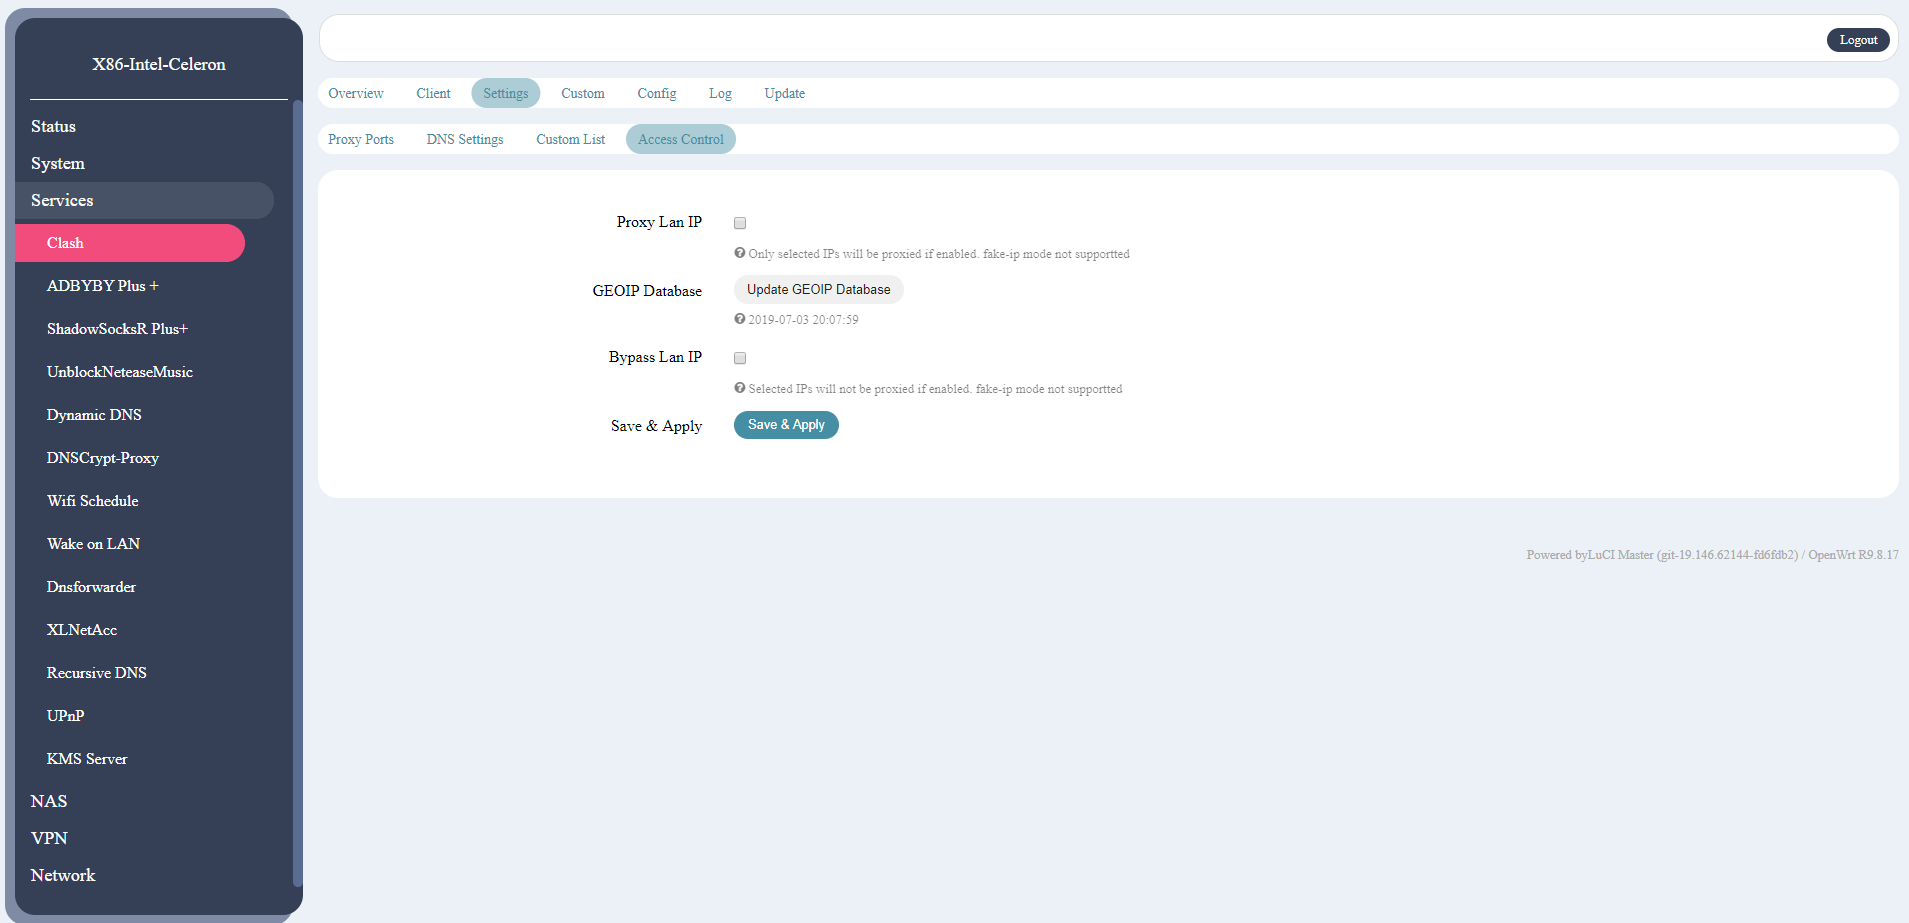 X86-Intel-Celeron
Status
System
Services
Clash
ADBYBY Plus +
ShadowSocksR Plus+
UnblockNeteaseMusic
Dynamic DNS
DNSCrypt-Proxy
Wifi Schedule
Wake on LAN
Dnsforwarder
XLNetAcc
Recursive DNS
UPnP
KMS Server
NAS
VPN
Network
Logout
Overview Client Settings Custom Config Log Update
Proxy Ports DNS Settings Custom List Access Control
Proxy Lan IP
Only selected IPs will be proxied if enabled. fake-ip mode not supportted
GEOIP Database Update GEOIP Database
2019-07-03 20:07:59
Bypass Lan IP
Selected IPs will not be proxied if enabled. fake-ip mode not supportted
Save & Apply Save & Apply
Powered byLuCI Master (git-19.146.62144-fd6fdb2) / OpenWrt R9.8.17